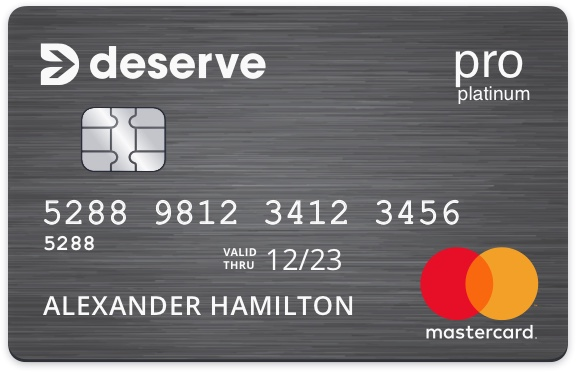 deserve
pro
platinum
5288 9812 3412 3456
5288
VALID
THRU 12/23
ALEXANDER HAMILTON
mastercard.